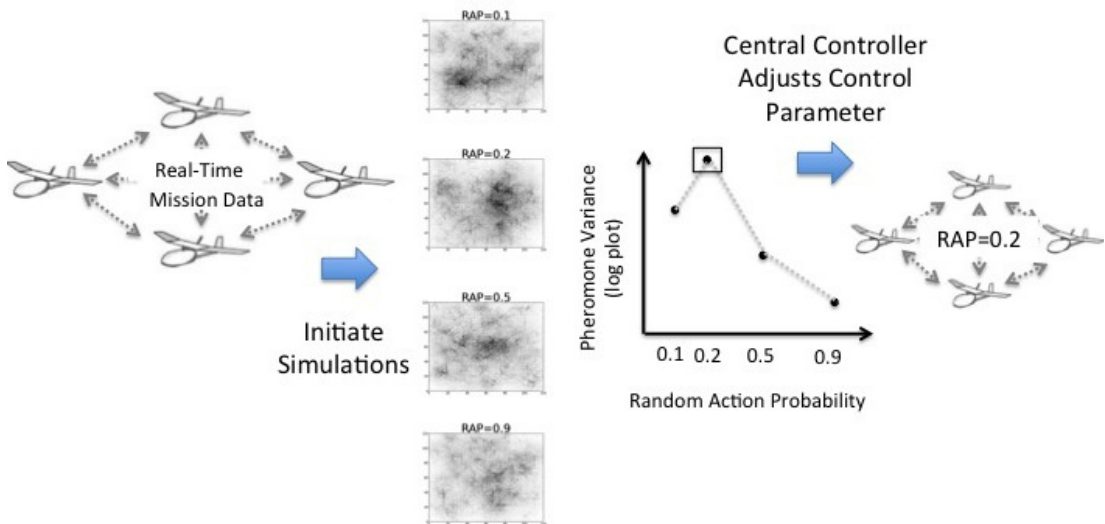 Real-Time
Mission Data
Initiate
Simulations
RAP=0.1
RAP=0.2
RAP=0.5
RAP=0.9
Central Controller
Adjusts Control
Parameter
Pheromone Variance
(log plot)
0.1 0.2 0.5 0.9
Random Action Probability
RAP=0.2